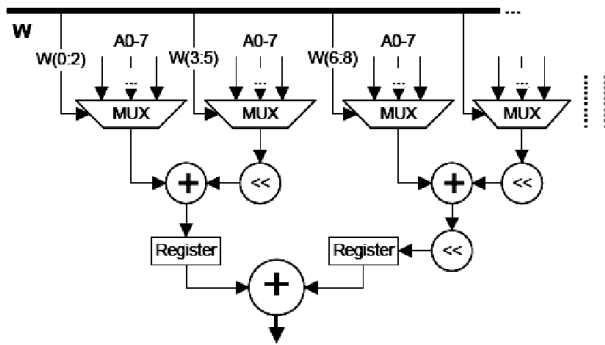 W
...
W(0:2)
A0-7
W(3:5)
A0-7
W(6:8)
A0-7
...
...
...
...
MUX
MUX
MUX
MUX
+
<<
+
<<
Register
Register
<<
+